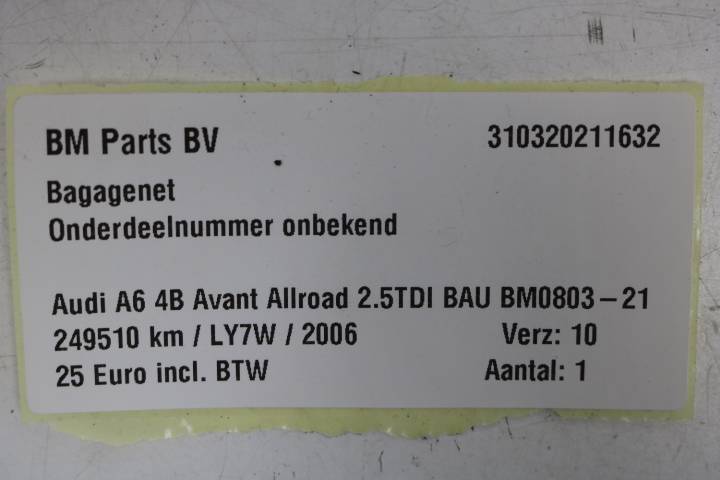 BM Parts BV 310320211632
Bagagenet
Onderdeelnummer onbekend
Audi A6 4B Avant Allroad 2.5TDI BAU BM0803-21
249510 km / LY7W / 2006 Verz: 10
25 Euro incl. BTW Aantal: 1